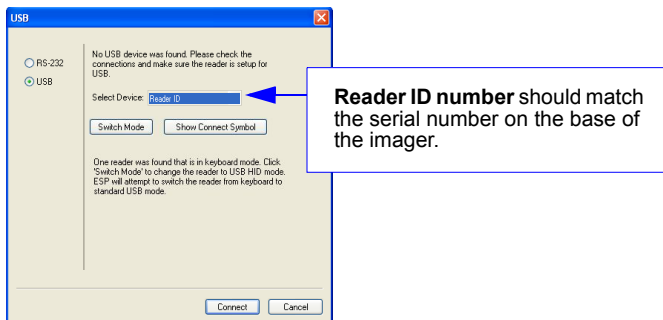 USB
RS-232
USB
No USB device was found. Please check the
connections and make sure the reader is setup for
USB.
Select Device: Reader ID
Switch Mode
Show Connect Symbol
One reader was found that is in keyboard mode. Click
'Switch Mode' to change the reader to USB HID mode.
ESP will attempt to switch the reader from keyboard to
standard USB mode.
Connect
Cancel
Reader ID number should match
the serial number on the base of
the imager.